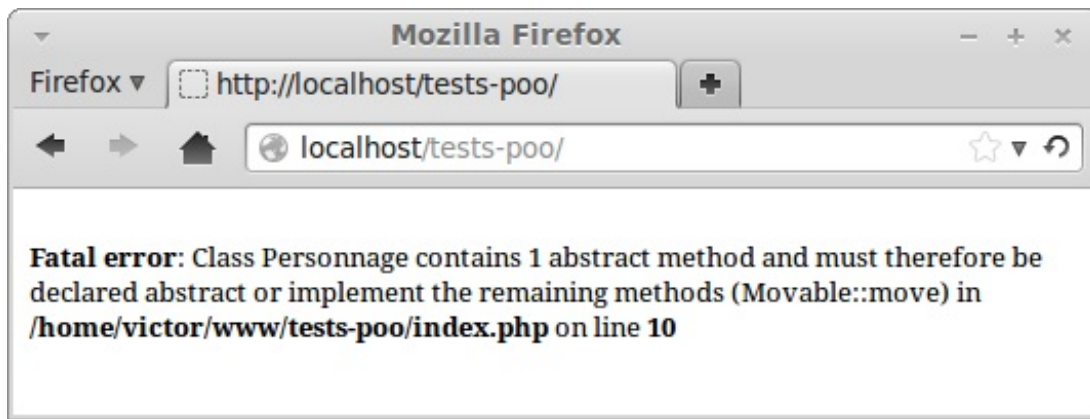 Mozilla Firefox
Firefox
http://localhost/tests-poo/
localhost/tests-poo/
Fatal error: Class Personnage contains 1 abstract method and must therefore be
declared abstract or implement the remaining methods (Movable::move) in
/home/victor/www/tests-poo/index.php on line 10